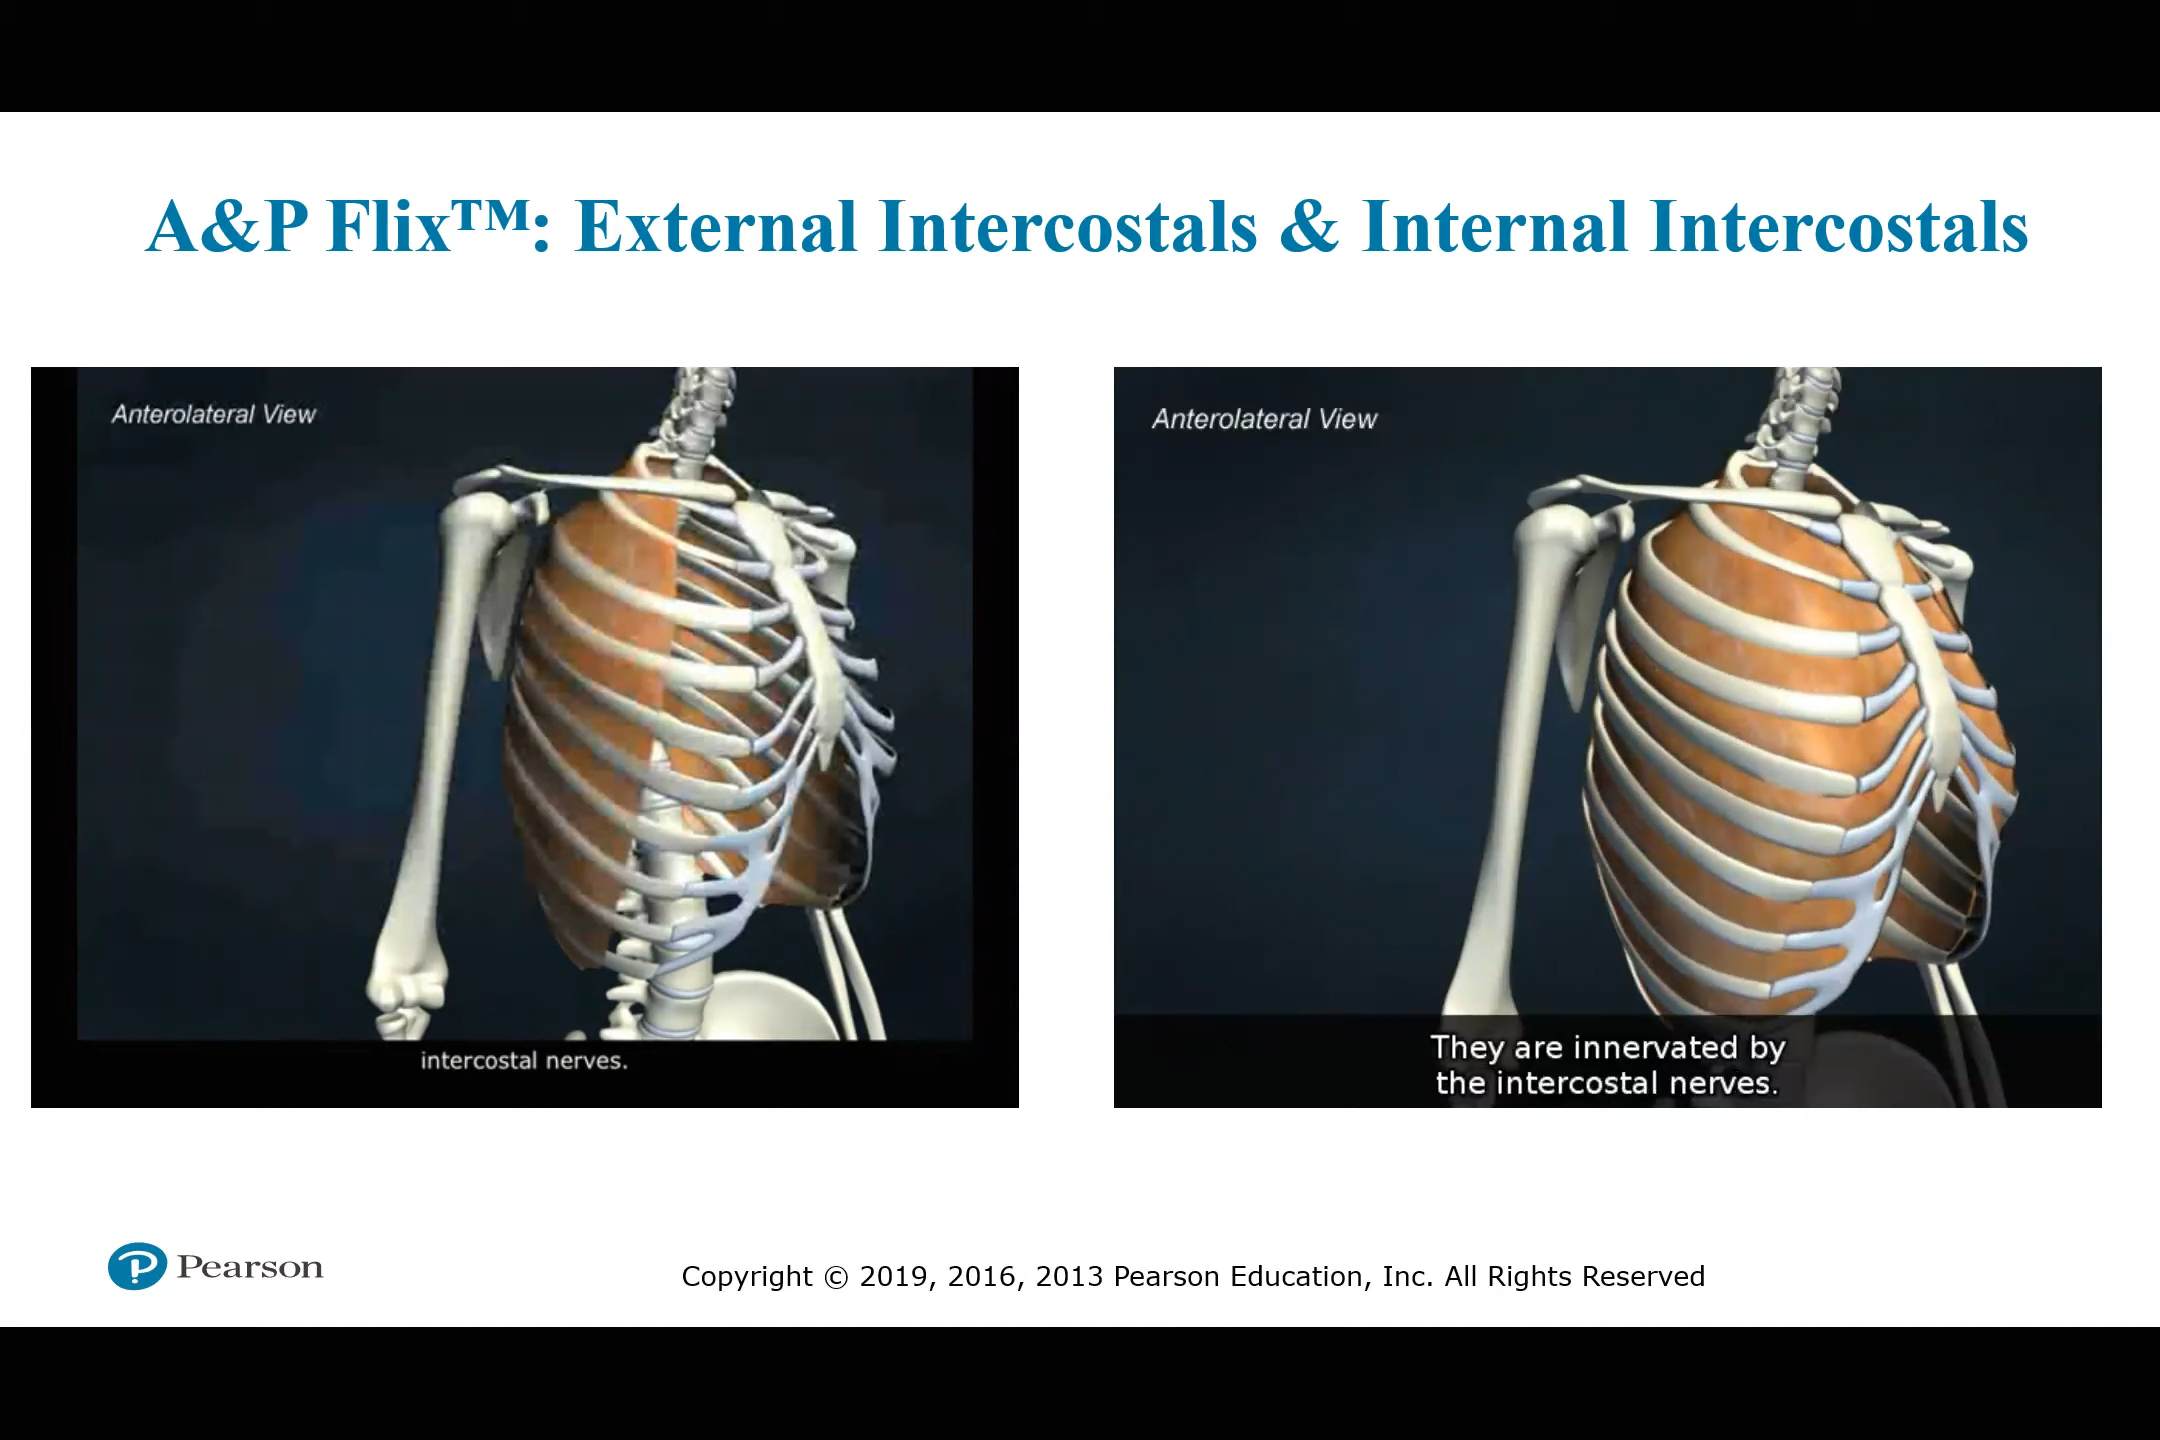 A&P Flix™: External Intercostals & Internal Intercostals
Anterolateral View
intercostal nerves.
Anterolateral View
They are innervated by
the intercostal nerves.
Pearson
Copyright © 2019, 2016, 2013 Pearson Education, Inc. All Rights Reserved